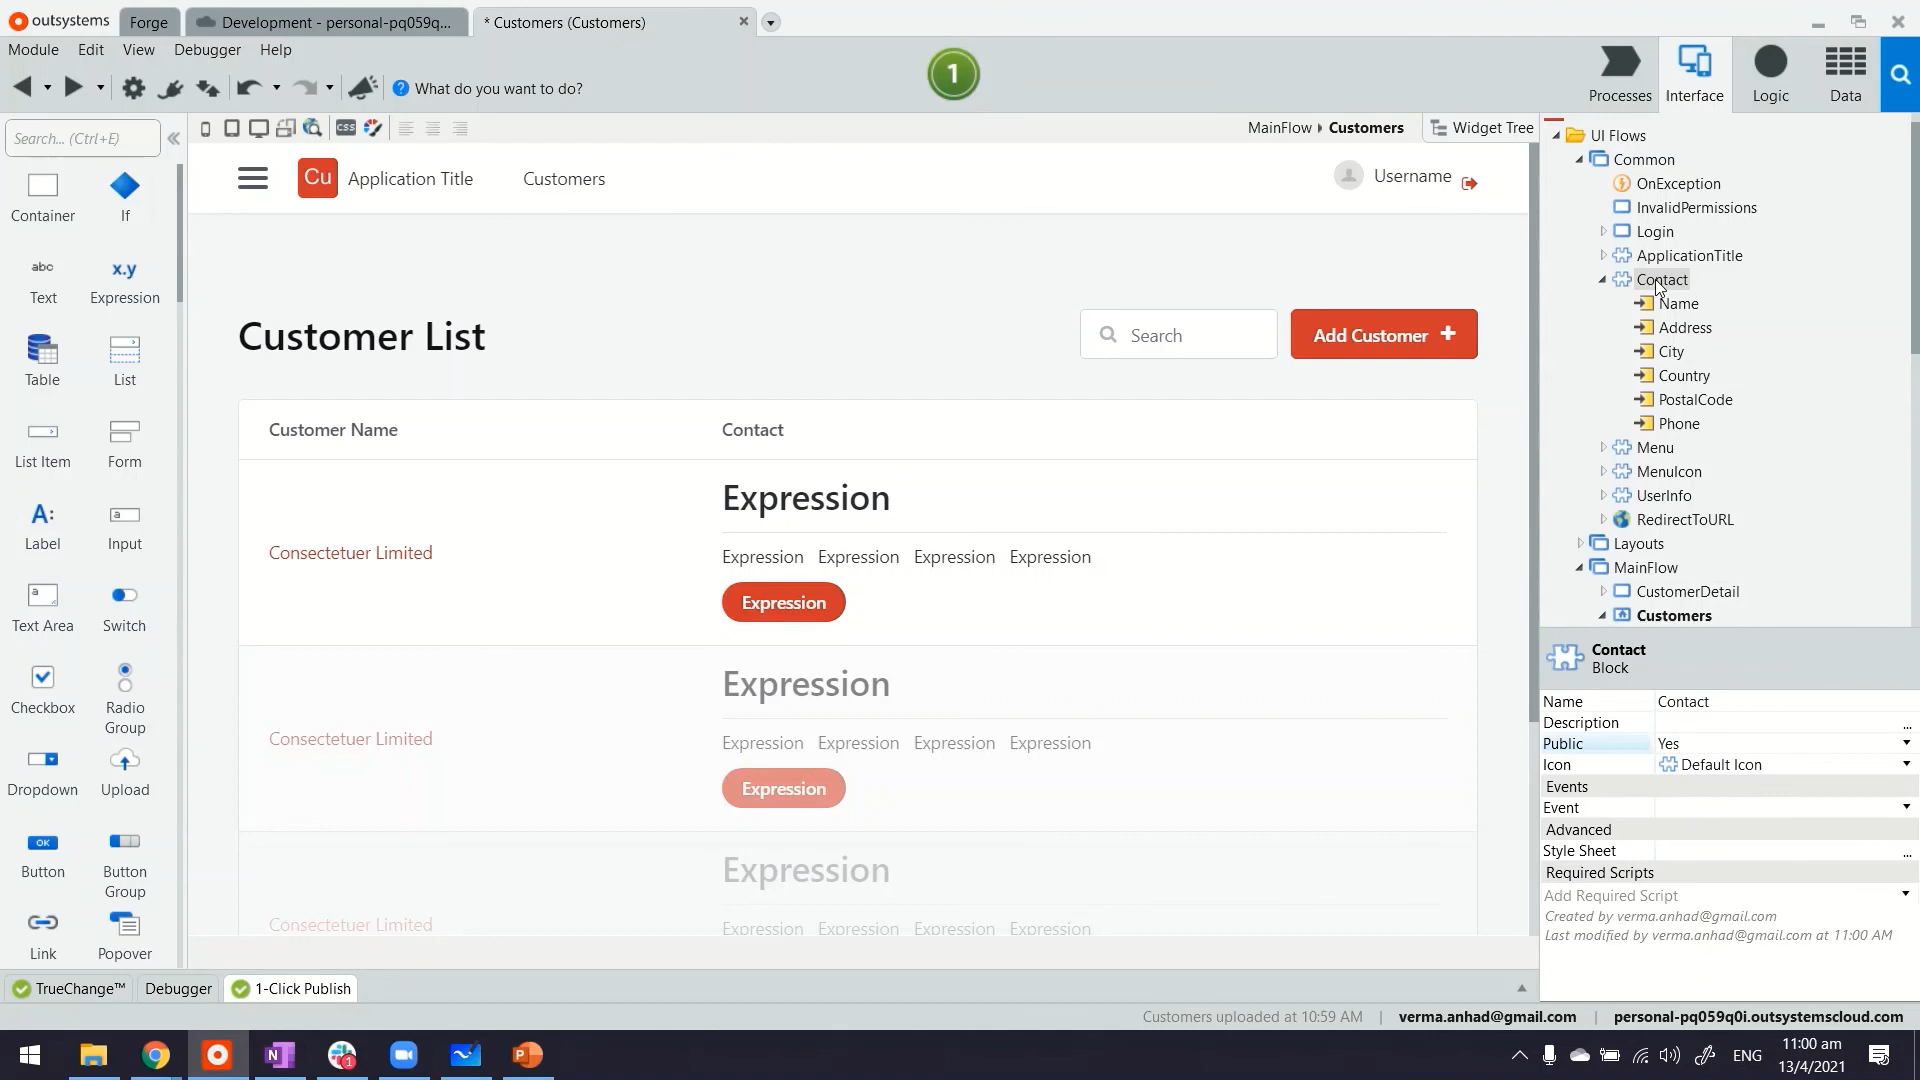 outsystems
Forge
Development - personal-pq059q...
* Customers (Customers)
Module Edit View Debugger Help
1
What do you want to do?
Processes
Interface
Logic
Data
Search... (Ctrl+E)
CSS
MainFlow Customers
Widget Tree
Container
If
abc
Text
x.y
Expression
Table
List
List Item
Form
A:
Label
a
Input
a
Text Area
Switch
Checkbox
Radio
Group
Dropdown
Upload
OK
Button
Button
Group
Link
Popover
Cu Application Title
Customers
Username
Customer List
Search
Add Customer +
Customer Name
Contact
Expression
Consectetuer Limited
Expression Expression Expression Expression
Expression
Expression
Consectetuer Limited
Expression Expression Expression Expression
Expression
Expression
Consectetuer Limited
Expression Expression Expression Expression
UI Flows
Common
OnException
InvalidPermissions
Login
ApplicationTitle
Contact
Name
Address
City
Country
PostalCode
Phone
Menu
MenuIcon
UserInfo
RedirectToURL
Layouts
MainFlow
CustomerDetail
Customers
Contact
Block
Name Contact
Description ...
Public Yes
Icon Default Icon
Events
Event
Advanced
Style Sheet ...
Required Scripts
Add Required Script
Created by verma.anhad@gmail.com
Last modified by verma.anhad@gmail.com at 11:00 AM
TrueChange™
Debugger
1-Click Publish
Customers uploaded at 10:59 AM | verma.anhad@gmail.com | personal-pq059q0i.outsystemscloud.com
N
1
P
ENG
11:00 am
13/4/2021